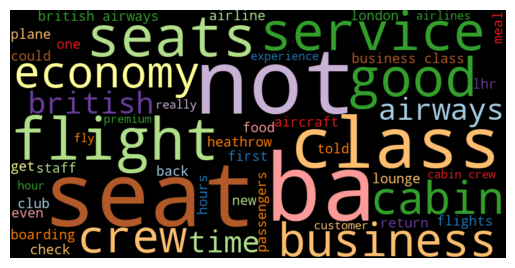 british airways airline london airlines
plane seats service meal
one
could business class
economy not good
experience
british really lhr airways
premium
flight fly food aircraft class
heathrow told
get staff back first
hour seat new ba lounge cabin crew
club hours passengers cabin
even customer return flights
boarding crew time business
check